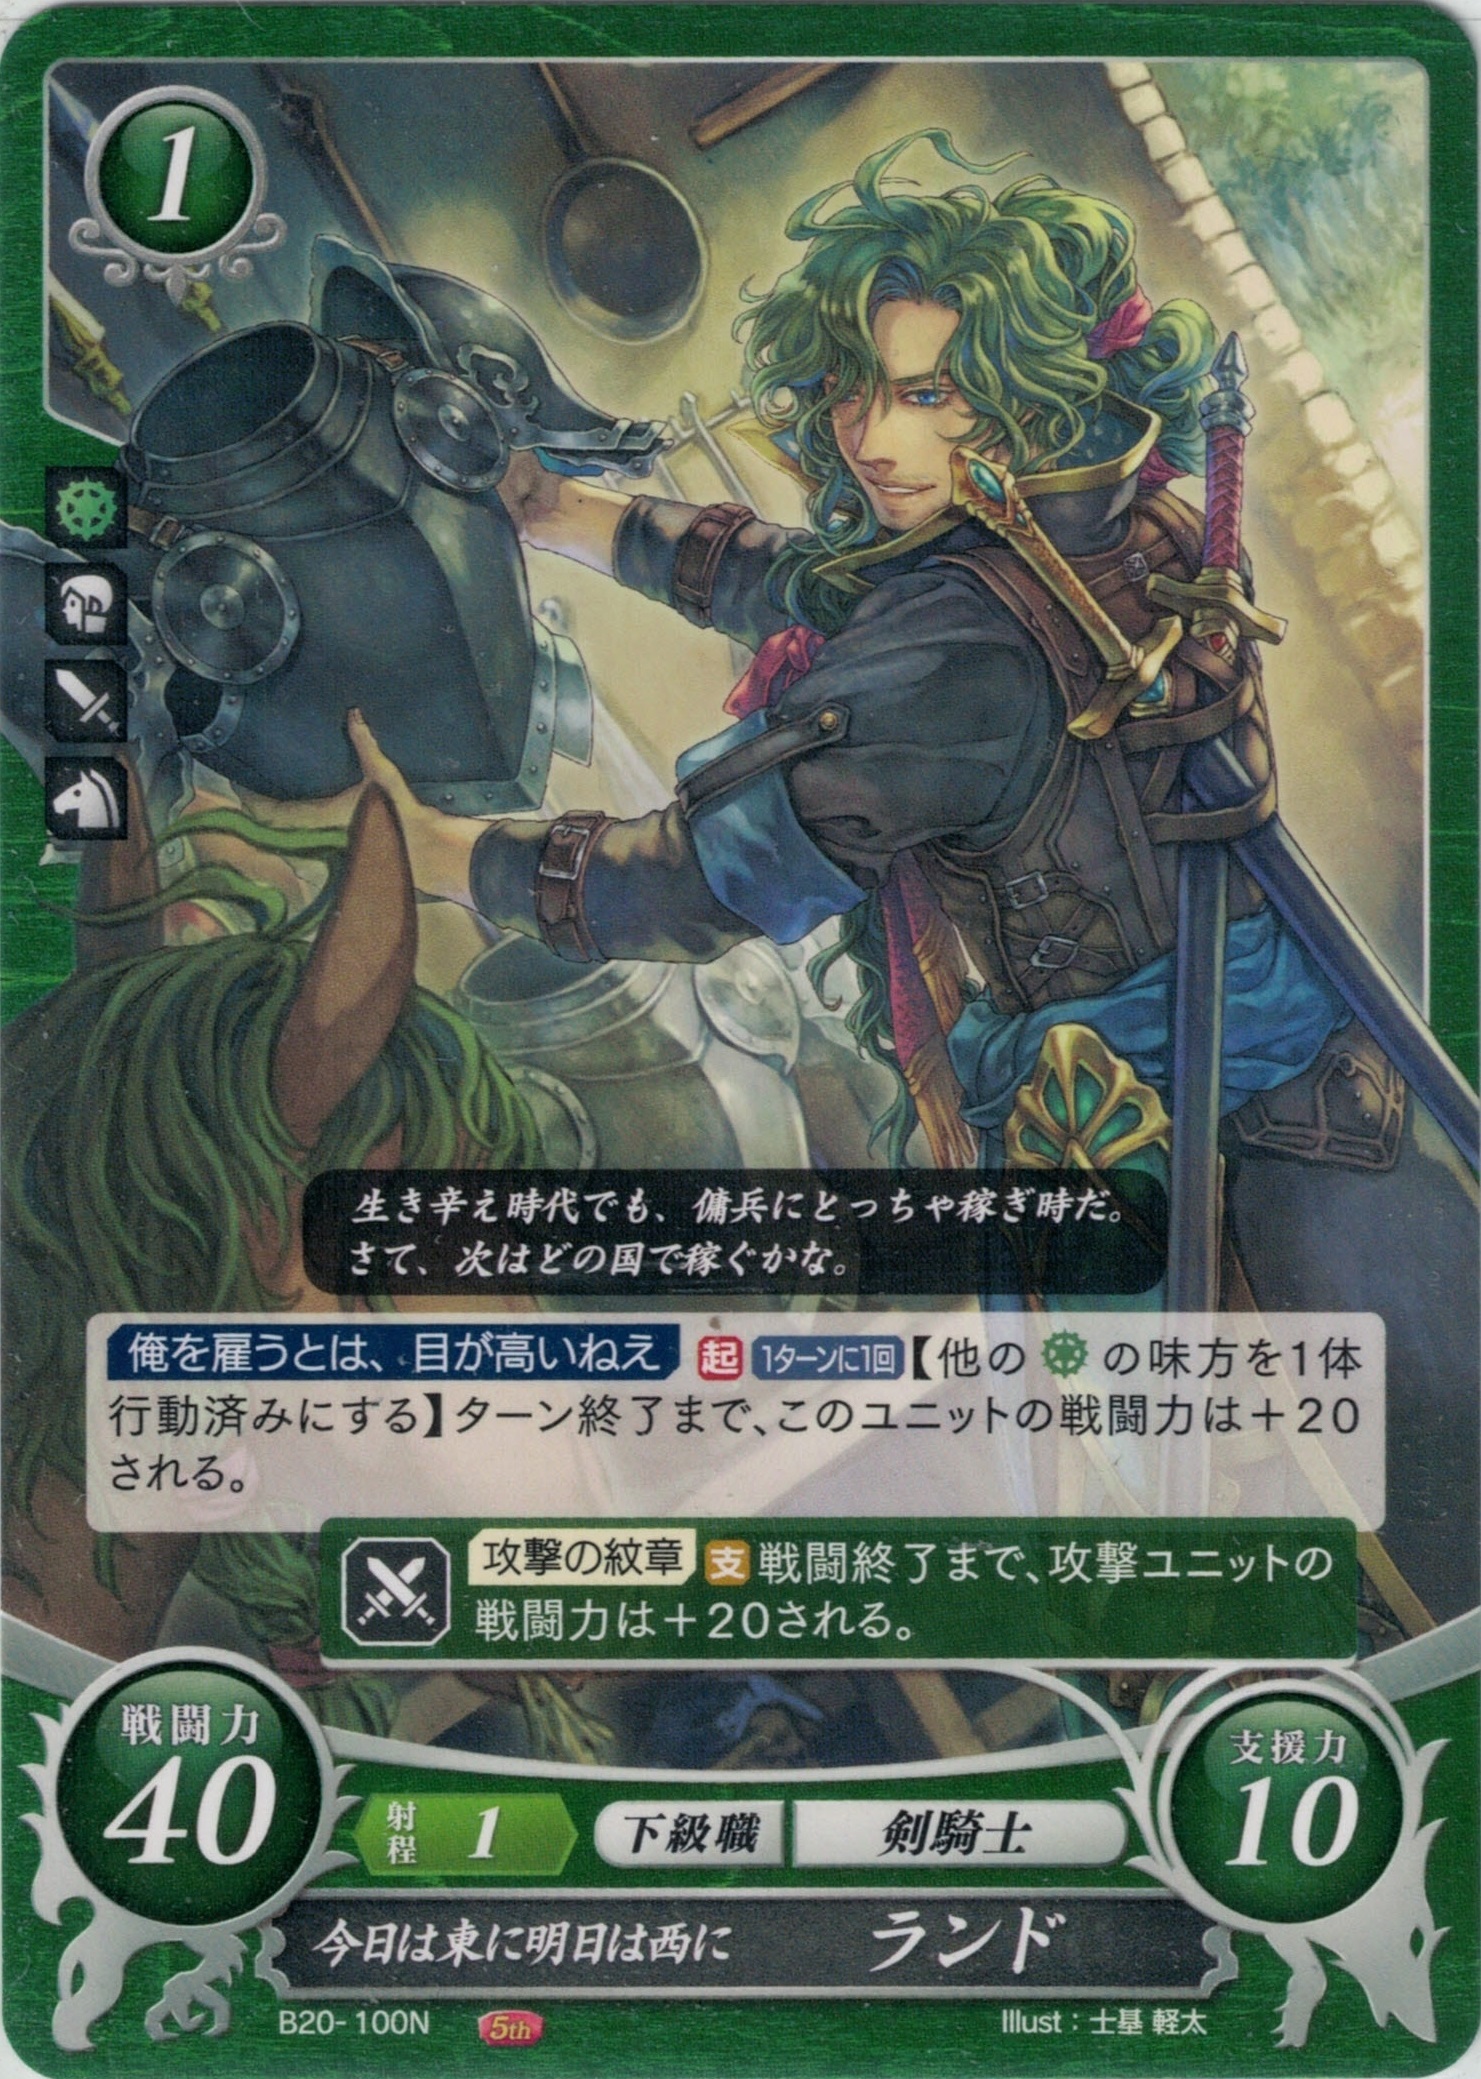 1
生き辛え時代でも、傭兵にとっちゃ稼ぎ時だ。
さて、次はどの国で稼ぐかな。
俺を雇うとは、目が高いねえ 起 1ターンに1回【他の の味方を1体
行動済みにする】ターン終了まで、このユニットの戦闘力は+20
される。
攻撃の紋章 支 戦闘終了まで、攻撃ユニットの
戦闘力は+20される。
戦闘力
40
射程 1
下級職 剣騎士
支援力
10
今日は東に明日は西に ランド
B20-100N 5th Illust:士基 軽太